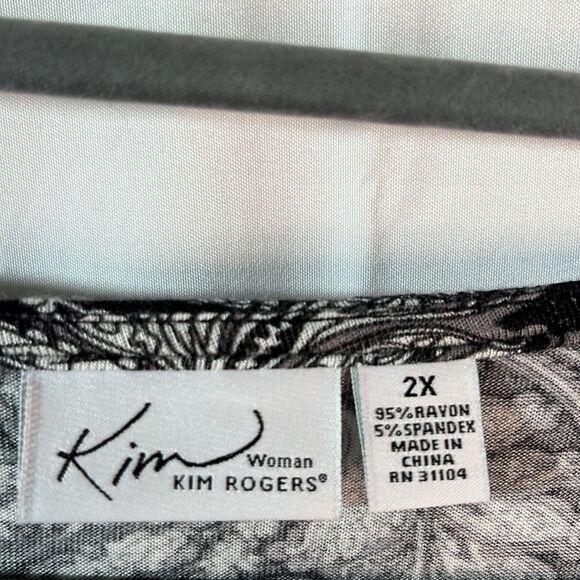 Kim
Woman
KIM ROGERS®
2X
95% RAYON
5% SPANDEX
MADE IN
CHINA
RN 31104